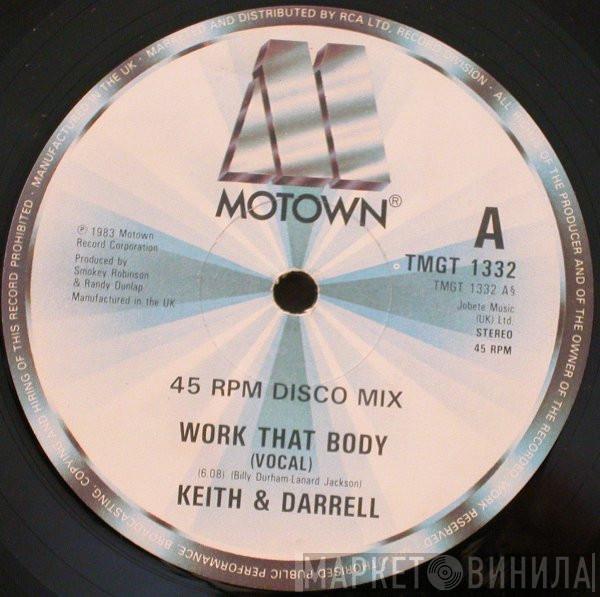 MANUFACTURED IN THE UK · MARKETED AND DISTRIBUTED BY RCA LTD, RECORD DIVISION · ALL RIGHTS OF THE PRODUCER AND OF THE OWNER OF THE RECORDED WORK RESERVED
UNAUTHORISED PUBLIC PERFORMANCE, BROADCASTING, COPYING AND HIRING OF THIS RECORD PROHIBITED ·
MOTOWN®
℗ 1983 Motown
Record Corporation
Produced by
Smokey Robinson
& Randy Dunlap
Manufactured in the UK
A
TMGT 1332
TMGT 1332 A§
Jobete Music
(UK) Ltd.
STEREO
45 RPM
45 RPM DISCO MIX
WORK THAT BODY
(VOCAL)
(6.08) (Billy Durham-Lanard Jackson)
KEITH & DARRELL
МАРКЕТ ВИНИЛА